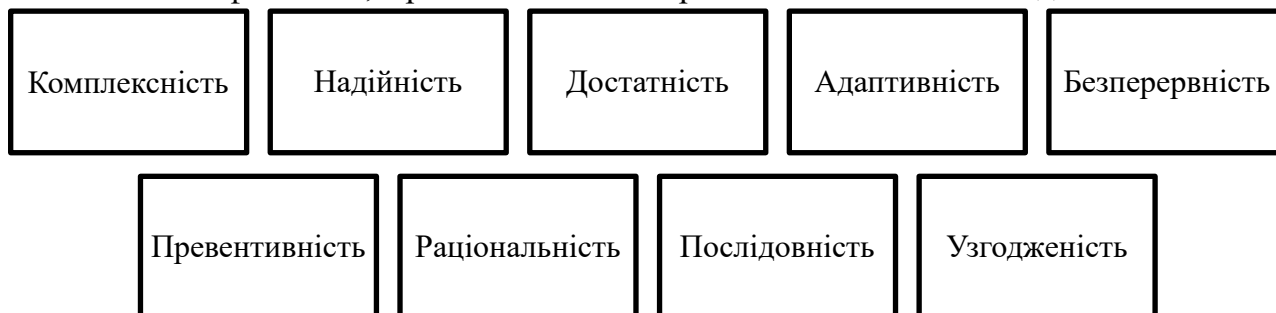 Комплексність
Надійність
Достатність
Адаптивність
Безперервність
Превентивність
Раціональність
Послідовність
Узгодженість